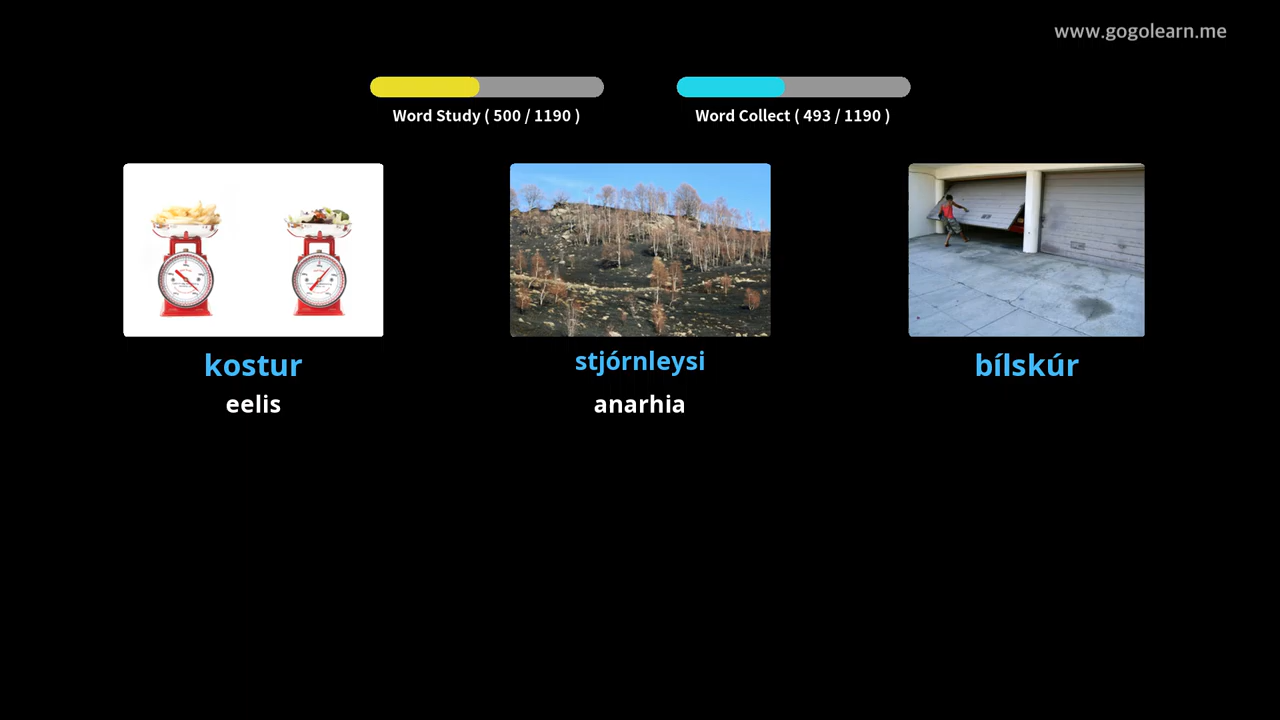 www.gogolearn.me
Word Study ( 500 / 1190 )
Word Collect ( 493 / 1190 )
kostur
stjórnleysi
bílskúr
eelis
anarhia